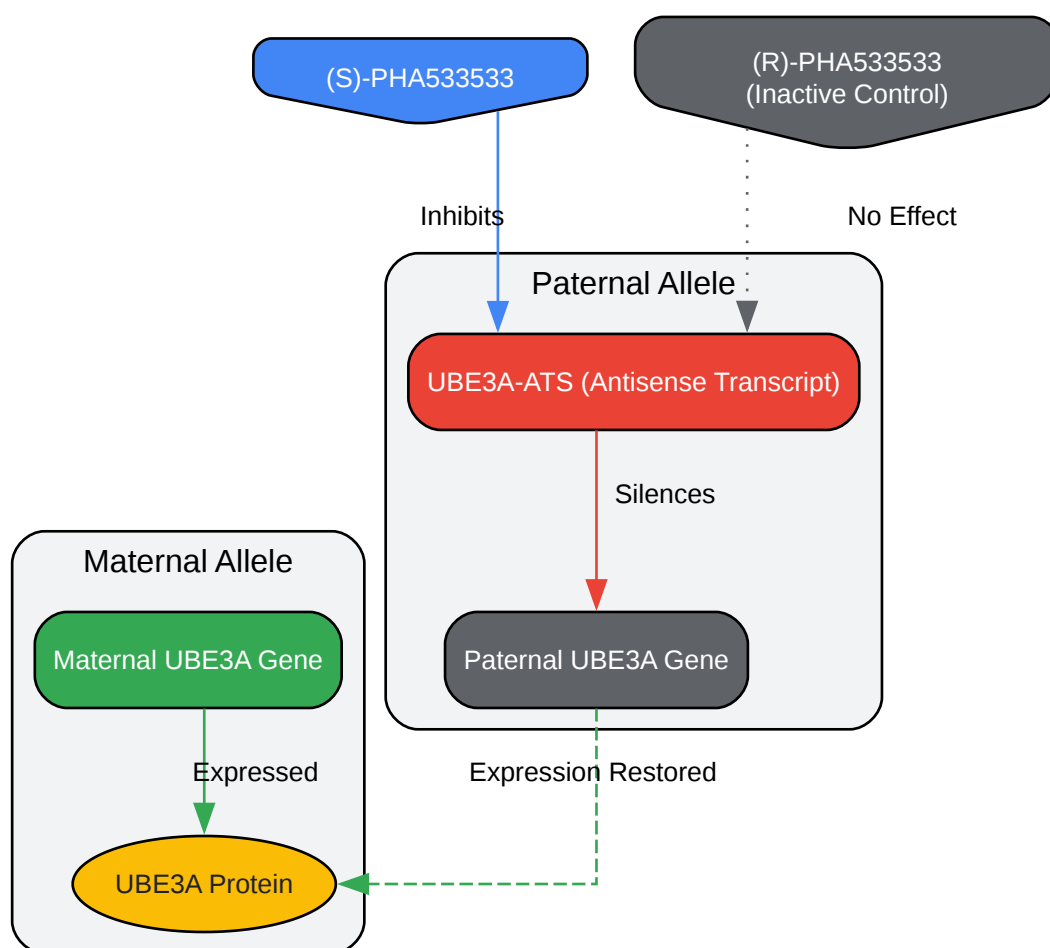 (S)-PHA533533
(R)-PHA533533
(Inactive Control)
Inhibits
No Effect
Paternal Allele
UBE3A-ATS (Antisense Transcript)
Silences
Maternal Allele
Maternal UBE3A Gene
Paternal UBE3A Gene
Expressed
Expression Restored
UBE3A Protein